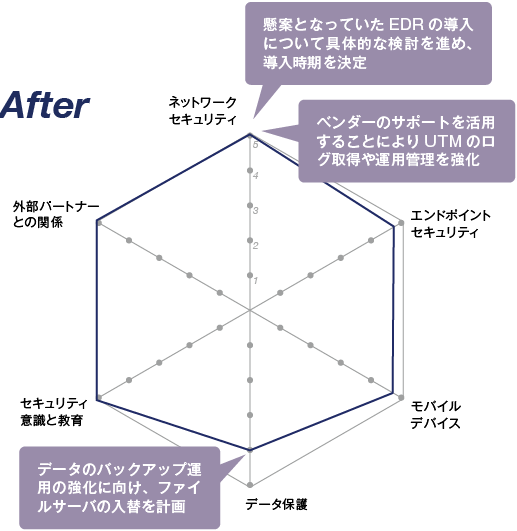 懸案となっていた EDR の導入
について具体的な検討を進め、
導入時期を決定
After
ネットワーク
セキュリティ
ベンダーのサポートを活用
することにより UTM のロ
グ取得や運用管理を強化
5
4
3
2
1
外部パートナー
との関係
エンドポイント
セキュリティ
セキュリティ
意識と教育
モバイル
デバイス
データのバックアップ運
用の強化に向け、ファイ
ルサーバの入替を計画
データ保護